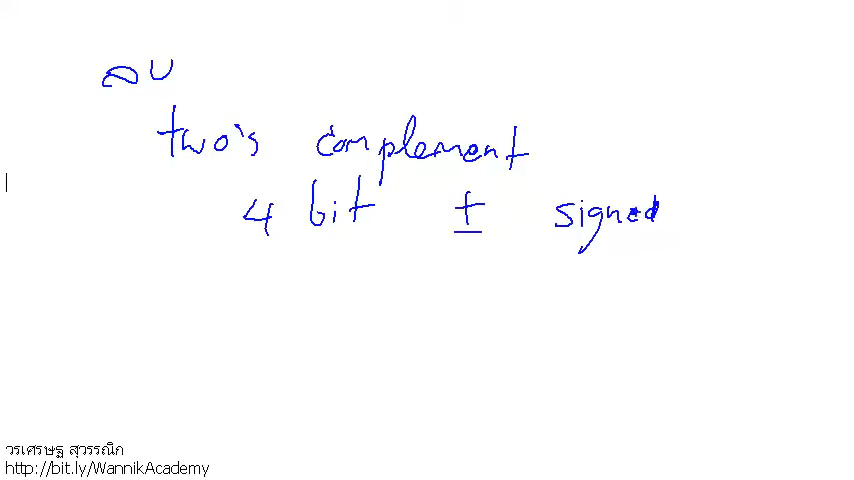 ลบ
two's complement
4 bit ± signed
วรเศรษฐ สุวรรณิก
http://bit.ly/WannikAcademy